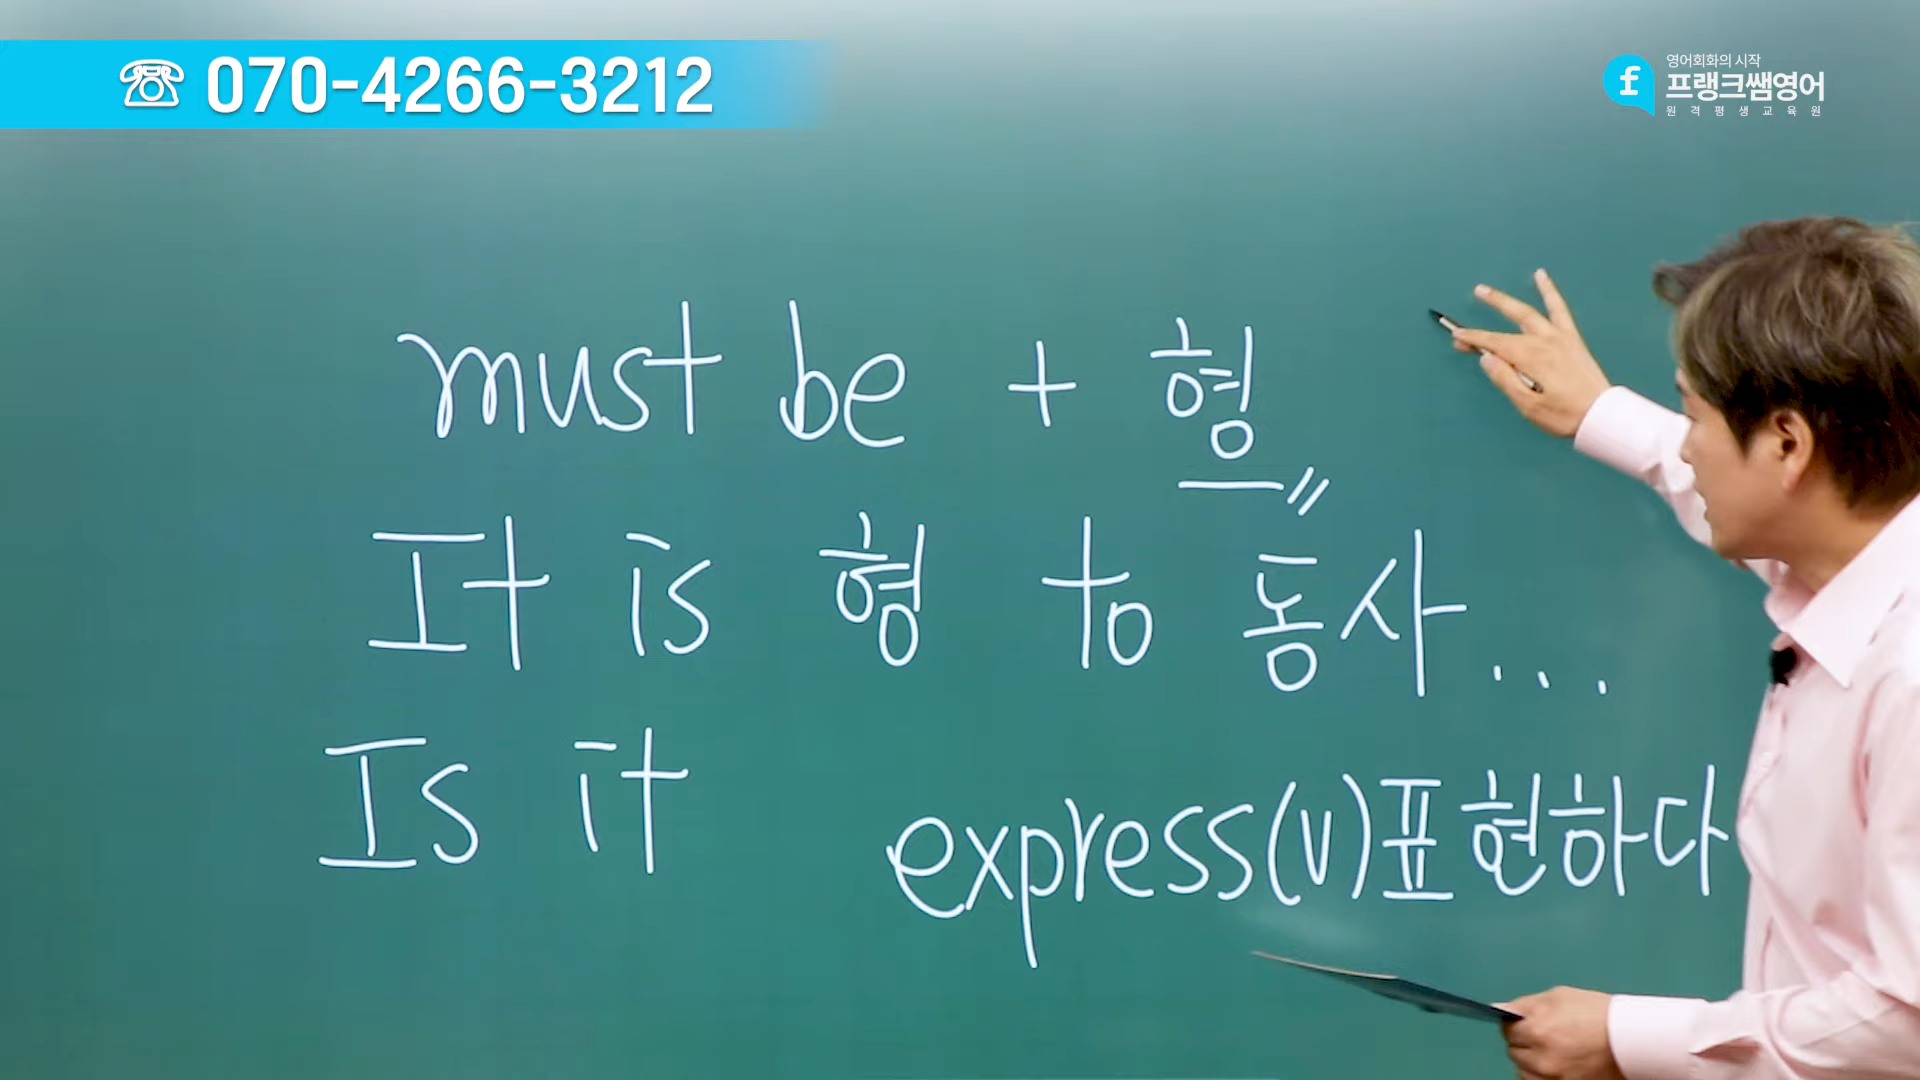 ☏ 070-4266-3212
영어회화의 시작
프랭크쌤영어
원격평생교육원
must be + 형
It is 형 to 동사...
Is it
express(v)표현하다